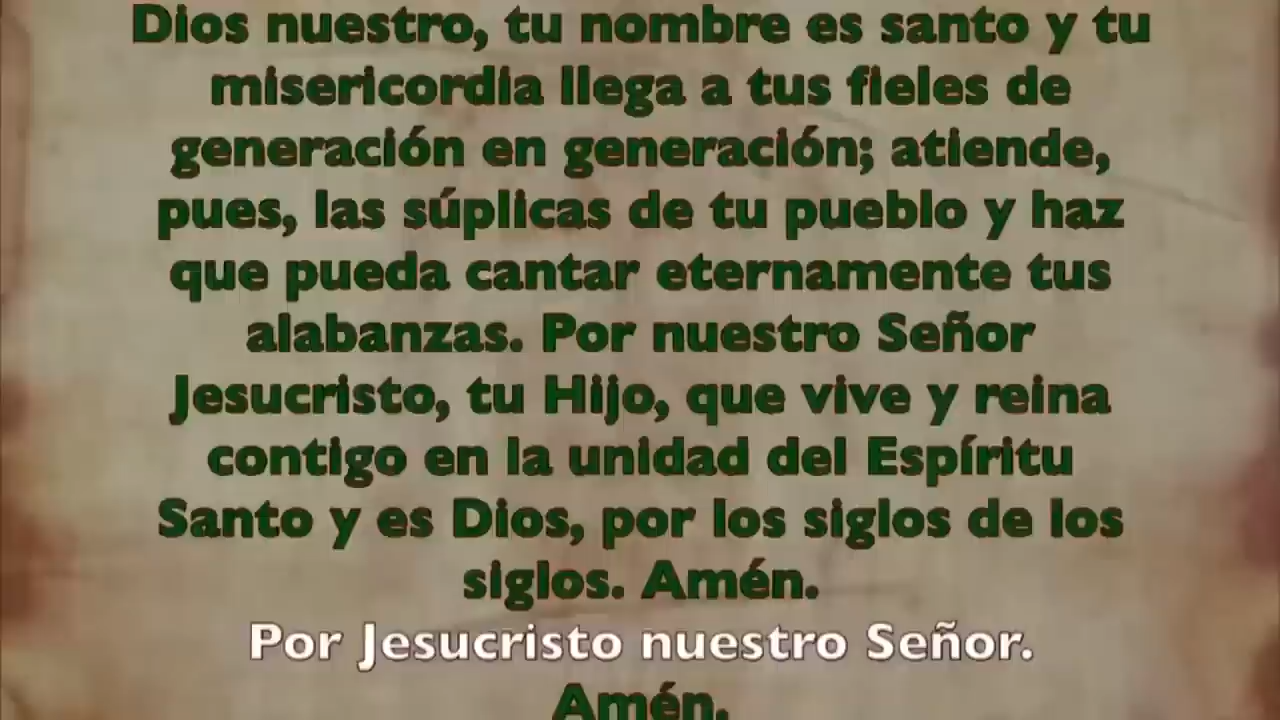 Dios nuestro, tu nombre es santo y tu
misericordia llega a tus fieles de
generación en generación; atiende,
pues, las súplicas de tu pueblo y haz
que pueda cantar eternamente tus
alabanzas. Por nuestro Señor
Jesucristo, tu Hijo, que vive y reina
contigo en la unidad del Espíritu
Santo y es Dios, por los siglos de los
siglos. Amén.
Por Jesucristo nuestro Señor.
Amén.